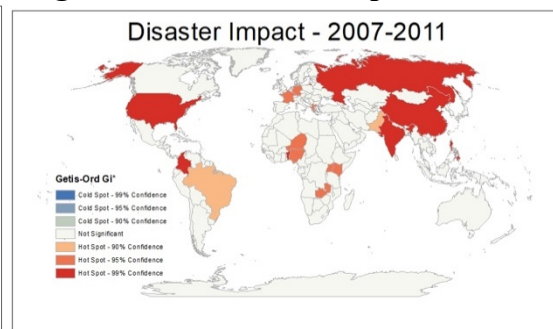 Disaster Impact - 2007-2011
Getis-Ord Gi*
Cold Spot - 99% Confidence
Cold Spot - 95% Confidence
Cold Spot - 90% Confidence
Not Significant
Hot Spot - 90% Confidence
Hot Spot - 95% Confidence
Hot Spot - 99% Confidence